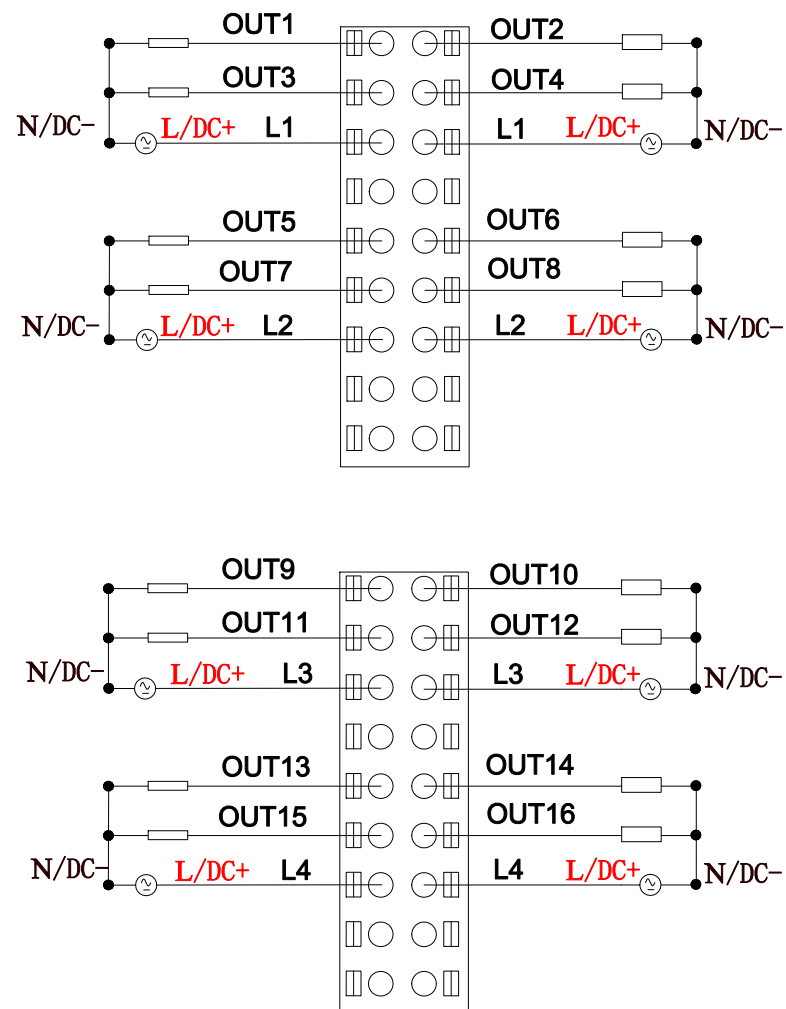 OUT1 OUT2
OUT3 OUT4
N/DC- L/DC+ L1 L1 L/DC+ N/DC-
OUT5 OUT6
OUT7 OUT8
N/DC- L/DC+ L2 L2 L/DC+ N/DC-
OUT9 OUT10
OUT11 OUT12
N/DC- L/DC+ L3 L3 L/DC+ N/DC-
OUT13 OUT14
OUT15 OUT16
N/DC- L/DC+ L4 L4 L/DC+ N/DC-